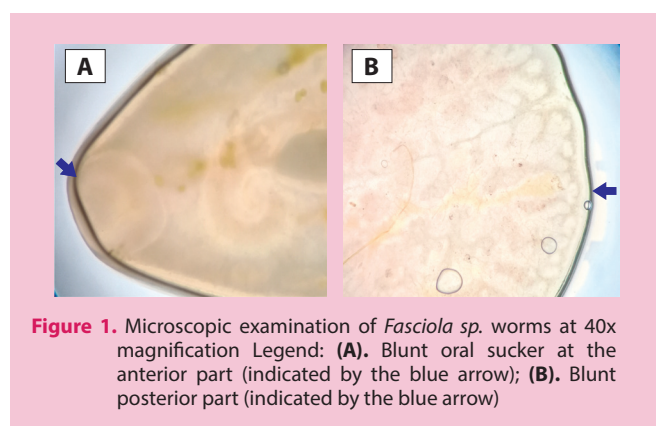 A
B
Figure 1. Microscopic examination of Fasciola sp. worms at 40x
magnification Legend: (A). Blunt oral sucker at the
anterior part (indicated by the blue arrow); (B). Blunt
posterior part (indicated by the blue arrow)